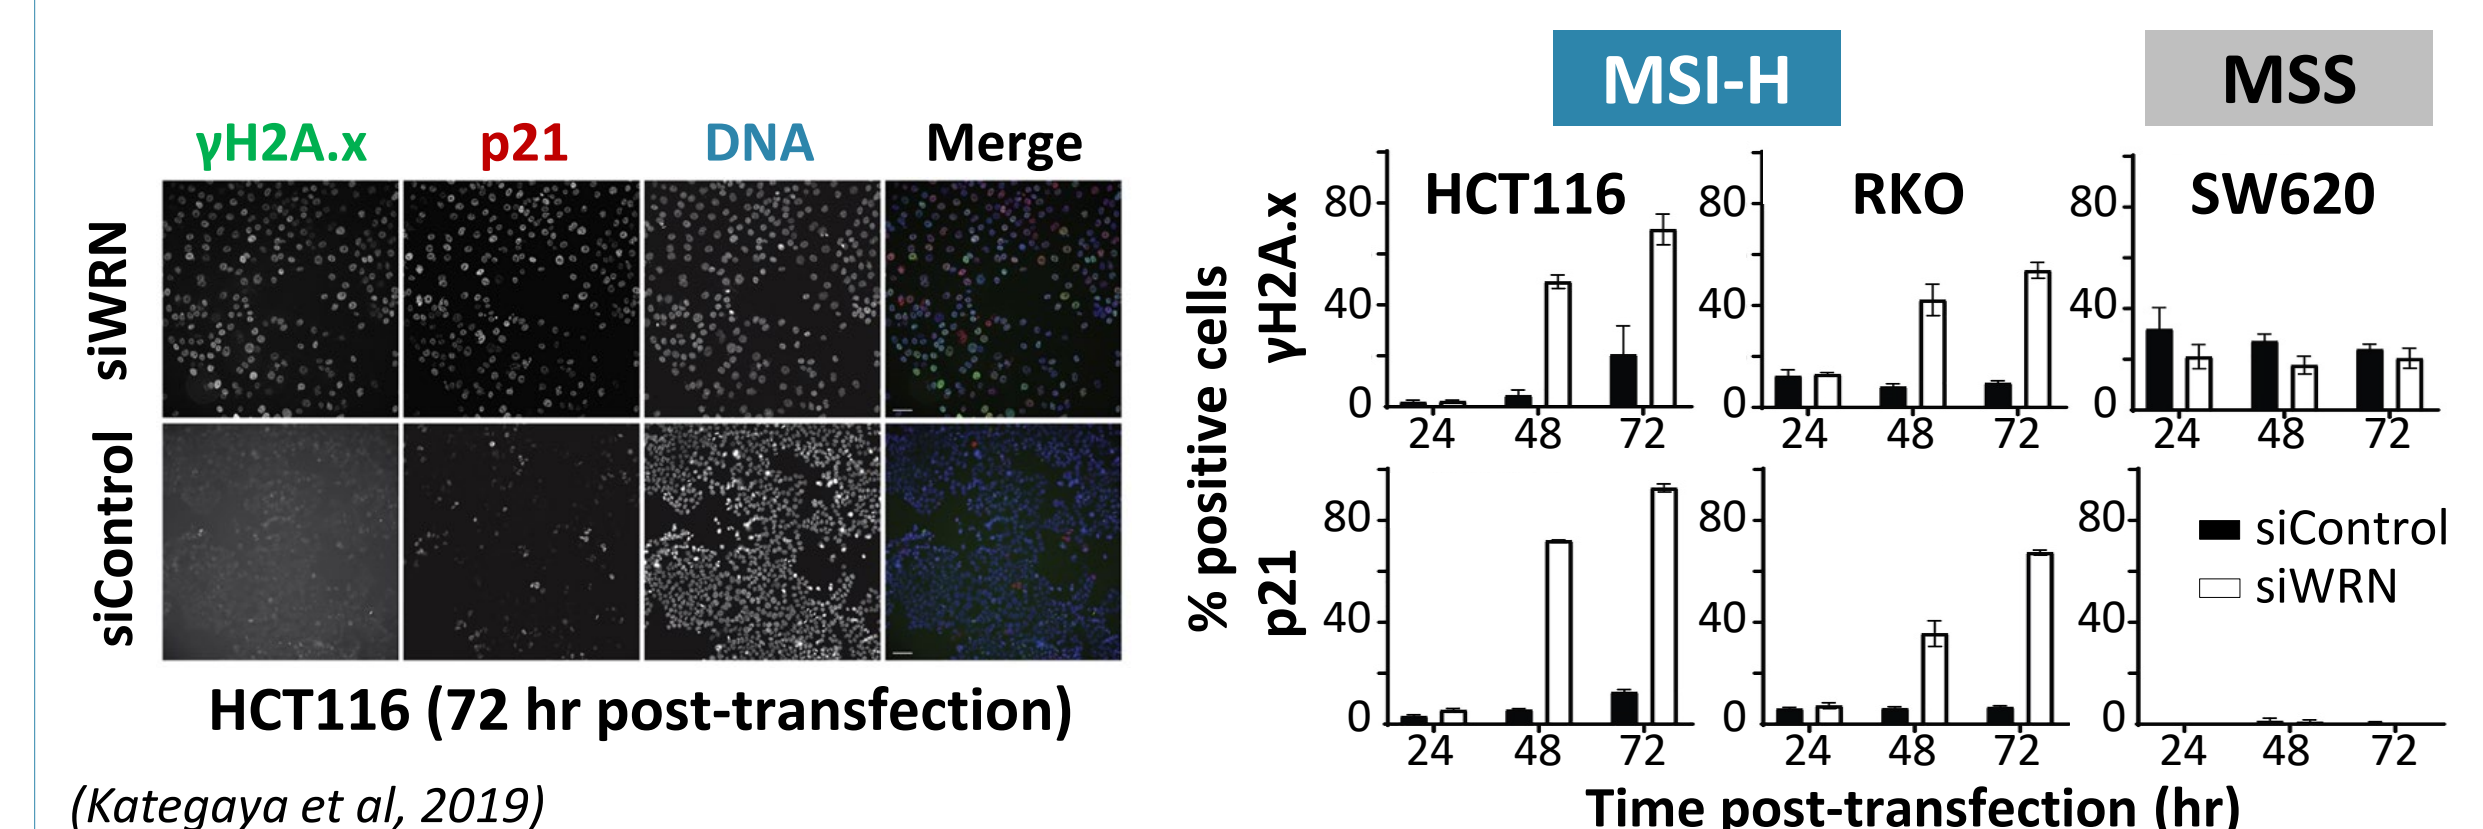 MSI-H
MSS
γH2A.x p21 DNA Merge
siWRN
siControl
HCT116 (72 hr post-transfection)
(Kategaya et al, 2019)
% positive cells
γH2A.x
HCT116
80
40
0
24 48 72
RKO
80
40
0
24 48 72
SW620
80
40
0
24 48 72
p21
80
40
0
24 48 72
80
40
0
24 48 72
80
40
0
24 48 72
siControl
siWRN
Time post-transfection (hr)